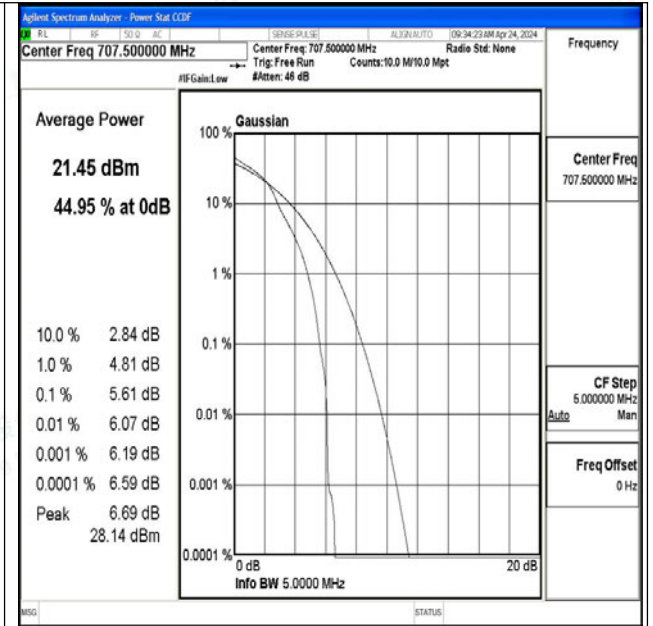 Agilent Spectrum Analyzer - Power Stat CCDF
RL RF 50 Ω AC SENSE:PULSE ALIGN AUTO 09:34:23 AM Apr 24, 2024
Center Freq 707.500000 MHz
Center Freq: 707.500000 MHz Radio Std: None
Trig: Free Run Counts:10.0 M/10.0 Mpt
#IFGain:Low #Atten: 46 dB
Frequency
Average Power
21.45 dBm
44.95 % at 0dB
10.0 % 2.84 dB
1.0 % 4.81 dB
0.1 % 5.61 dB
0.01 % 6.07 dB
0.001 % 6.19 dB
0.0001 % 6.59 dB
Peak 6.69 dB
28.14 dBm
Gaussian
100 %
10 %
1 %
0.1 %
0.01 %
0.001 %
0.0001 %
0 dB 20 dB
Info BW 5.0000 MHz
Center Freq
707.500000 MHz
CF Step
5.000000 MHz
Auto Man
Freq Offset
0 Hz
MSG STATUS